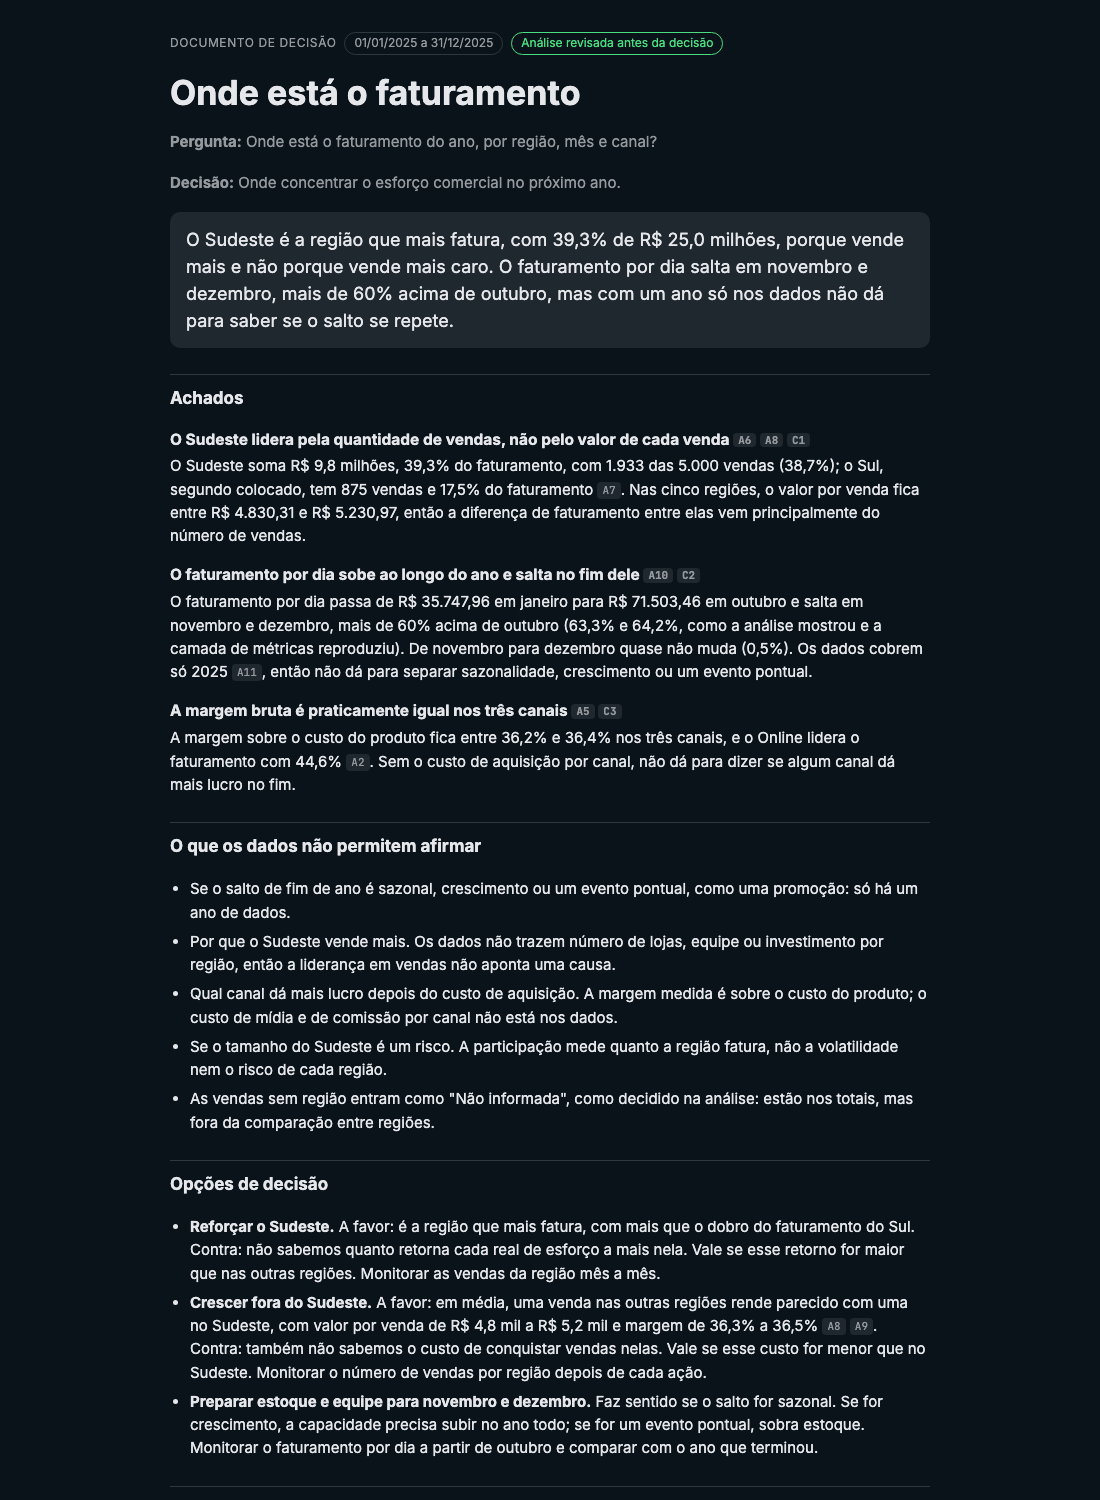 DOCUMENTO DE DECISÃO 01/01/2025 a 31/12/2025 Análise revisada antes da decisão
Onde está o faturamento
Pergunta: Onde está o faturamento do ano, por região, mês e canal?
Decisão: Onde concentrar o esforço comercial no próximo ano.
O Sudeste é a região que mais fatura, com 39,3% de R$ 25,0 milhões, porque vende
mais e não porque vende mais caro. O faturamento por dia salta em novembro e
dezembro, mais de 60% acima de outubro, mas com um ano só nos dados não dá
para saber se o salto se repete.
Achados
O Sudeste lidera pela quantidade de vendas, não pelo valor de cada venda A6 A8 C1
O Sudeste soma R$ 9,8 milhões, 39,3% do faturamento, com 1.933 das 5.000 vendas (38,7%); o Sul,
segundo colocado, tem 875 vendas e 17,5% do faturamento A7. Nas cinco regiões, o valor por venda fica
entre R$ 4.830,31 e R$ 5.230,97, então a diferença de faturamento entre elas vem principalmente do
número de vendas.
O faturamento por dia sobe ao longo do ano e salta no fim dele A10 C2
O faturamento por dia passa de R$ 35.747,96 em janeiro para R$ 71.503,46 em outubro e salta em
novembro e dezembro, mais de 60% acima de outubro (63,3% e 64,2%, como a análise mostrou e a
camada de métricas reproduziu). De novembro para dezembro quase não muda (0,5%). Os dados cobrem
só 2025 A11, então não dá para separar sazonalidade, crescimento ou um evento pontual.
A margem bruta é praticamente igual nos três canais A5 C3
A margem sobre o custo do produto fica entre 36,2% e 36,4% nos três canais, e o Online lidera o
faturamento com 44,6% A2. Sem o custo de aquisição por canal, não dá para dizer se algum canal dá
mais lucro no fim.
O que os dados não permitem afirmar
• Se o salto de fim de ano é sazonal, crescimento ou um evento pontual, como uma promoção: só há um
ano de dados.
• Por que o Sudeste vende mais. Os dados não trazem número de lojas, equipe ou investimento por
região, então a liderança em vendas não aponta uma causa.
• Qual canal dá mais lucro depois do custo de aquisição. A margem medida é sobre o custo do produto; o
custo de mídia e de comissão por canal não está nos dados.
• Se o tamanho do Sudeste é um risco. A participação mede quanto a região fatura, não a volatilidade
nem o risco de cada região.
• As vendas sem região entram como "Não informada", como decidido na análise: estão nos totais, mas
fora da comparação entre regiões.
Opções de decisão
• Reforçar o Sudeste. A favor: é a região que mais fatura, com mais que o dobro do faturamento do Sul.
Contra: não sabemos quanto retorna cada real de esforço a mais nela. Vale se esse retorno for maior
que nas outras regiões. Monitorar as vendas da região mês a mês.
• Crescer fora do Sudeste. A favor: em média, uma venda nas outras regiões rende parecido com uma
no Sudeste, com valor por venda de R$ 4,8 mil a R$ 5,2 mil e margem de 36,3% a 36,5% A8 A9.
Contra: também não sabemos o custo de conquistar vendas nelas. Vale se esse custo for menor que no
Sudeste. Monitorar o número de vendas por região depois de cada ação.
• Preparar estoque e equipe para novembro e dezembro. Faz sentido se o salto for sazonal. Se for
crescimento, a capacidade precisa subir no ano todo; se for um evento pontual, sobra estoque.
Monitorar o faturamento por dia a partir de outubro e comparar com o ano que terminou.